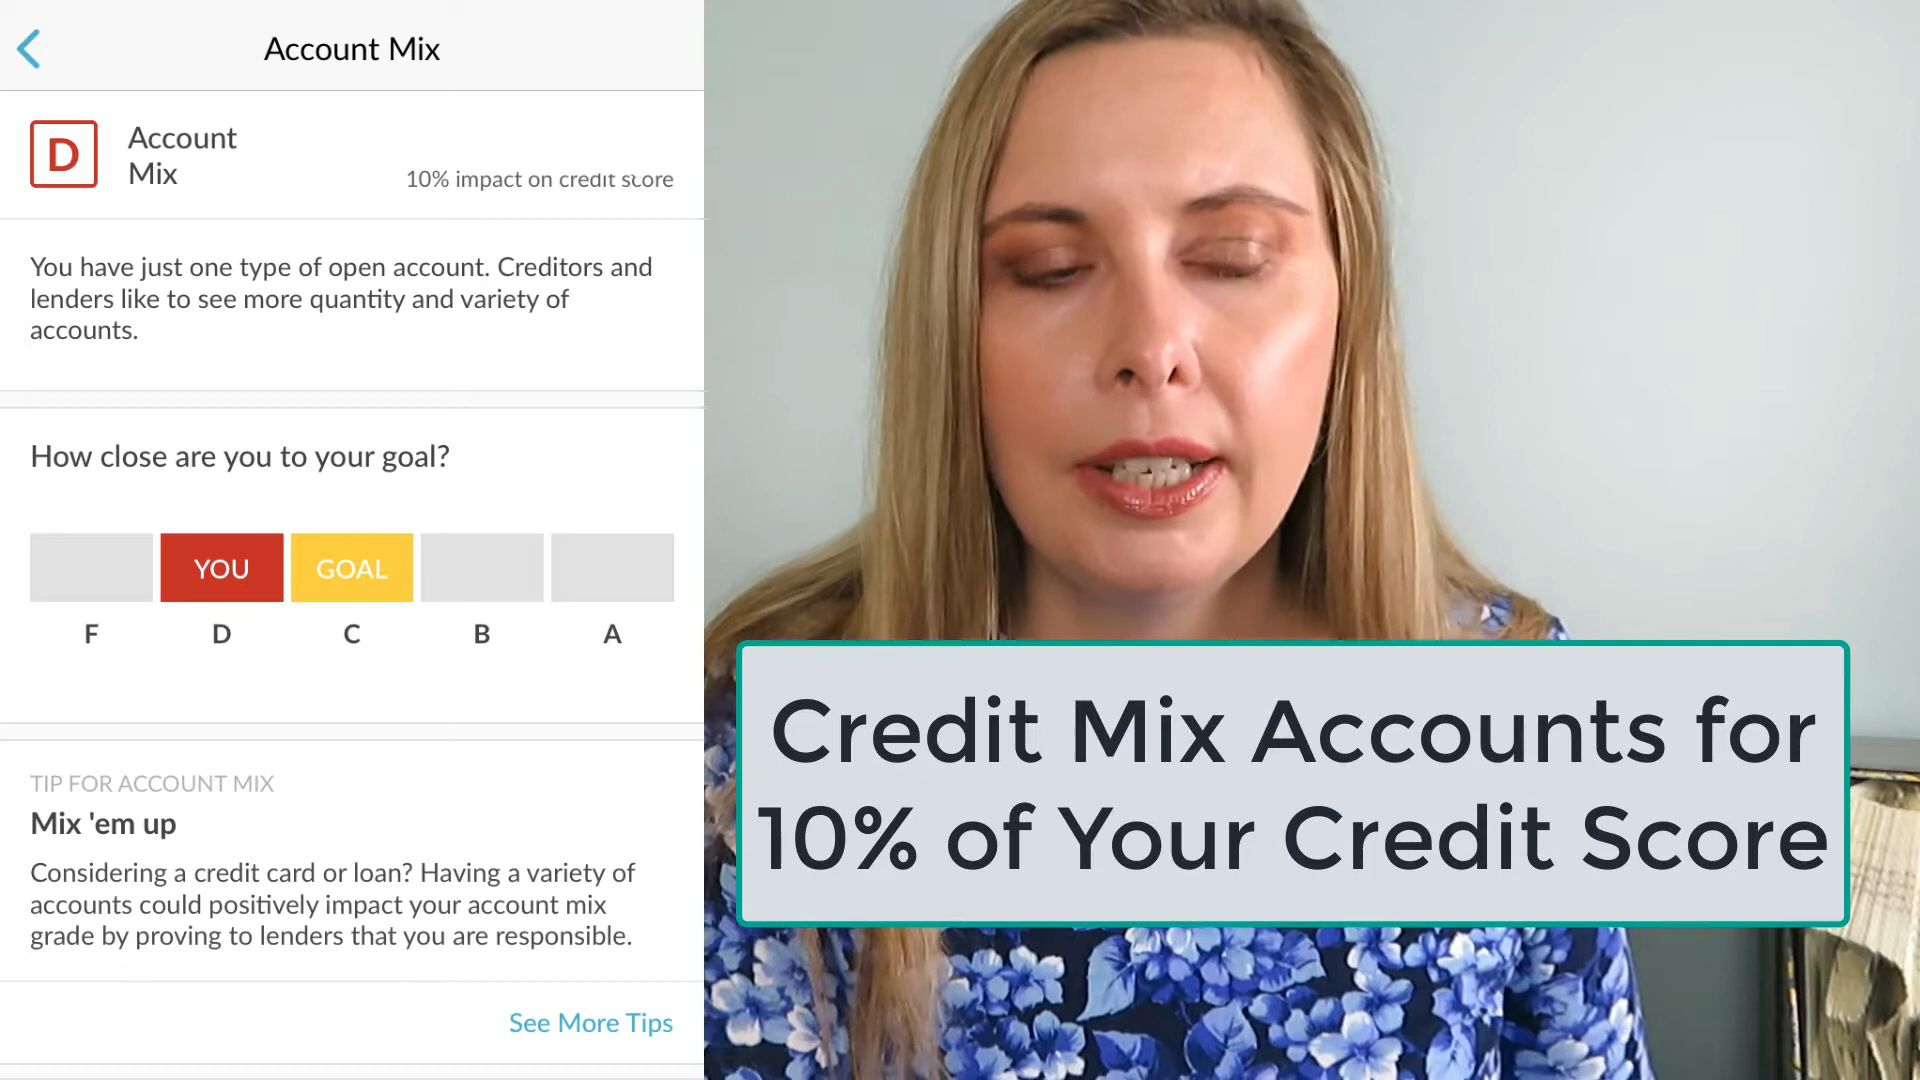 Account Mix
D
Account
Mix
10% impact on credit score
You have just one type of open account. Creditors and
lenders like to see more quantity and variety of
accounts.
How close are you to your goal?
YOU
GOAL
F
D
C
B
A
TIP FOR ACCOUNT MIX
Mix 'em up
Considering a credit card or loan? Having a variety of
accounts could positively impact your account mix
grade by proving to lenders that you are responsible.
See More Tips
Credit Mix Accounts for
10% of Your Credit Score